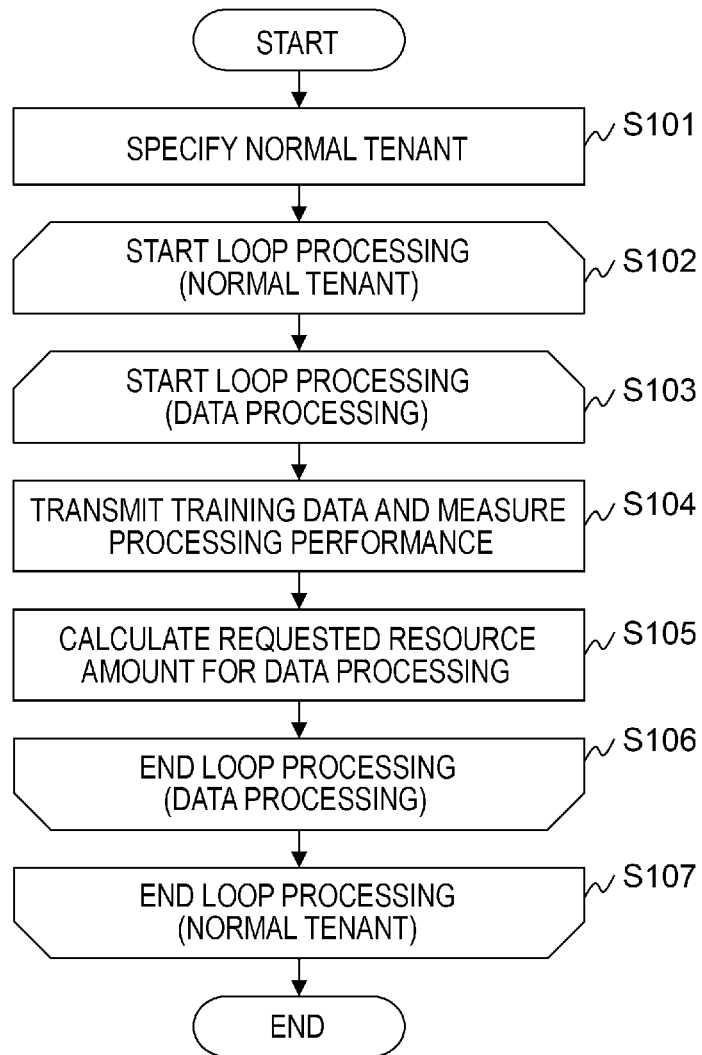 START
SPECIFY NORMAL TENANT
S101
START LOOP PROCESSING
(NORMAL TENANT)
S102
START LOOP PROCESSING
(DATA PROCESSING)
S103
TRANSMIT TRAINING DATA AND MEASURE
PROCESSING PERFORMANCE
S104
CALCULATE REQUESTED RESOURCE
AMOUNT FOR DATA PROCESSING
S105
END LOOP PROCESSING
(DATA PROCESSING)
S106
END LOOP PROCESSING
(NORMAL TENANT)
S107
END